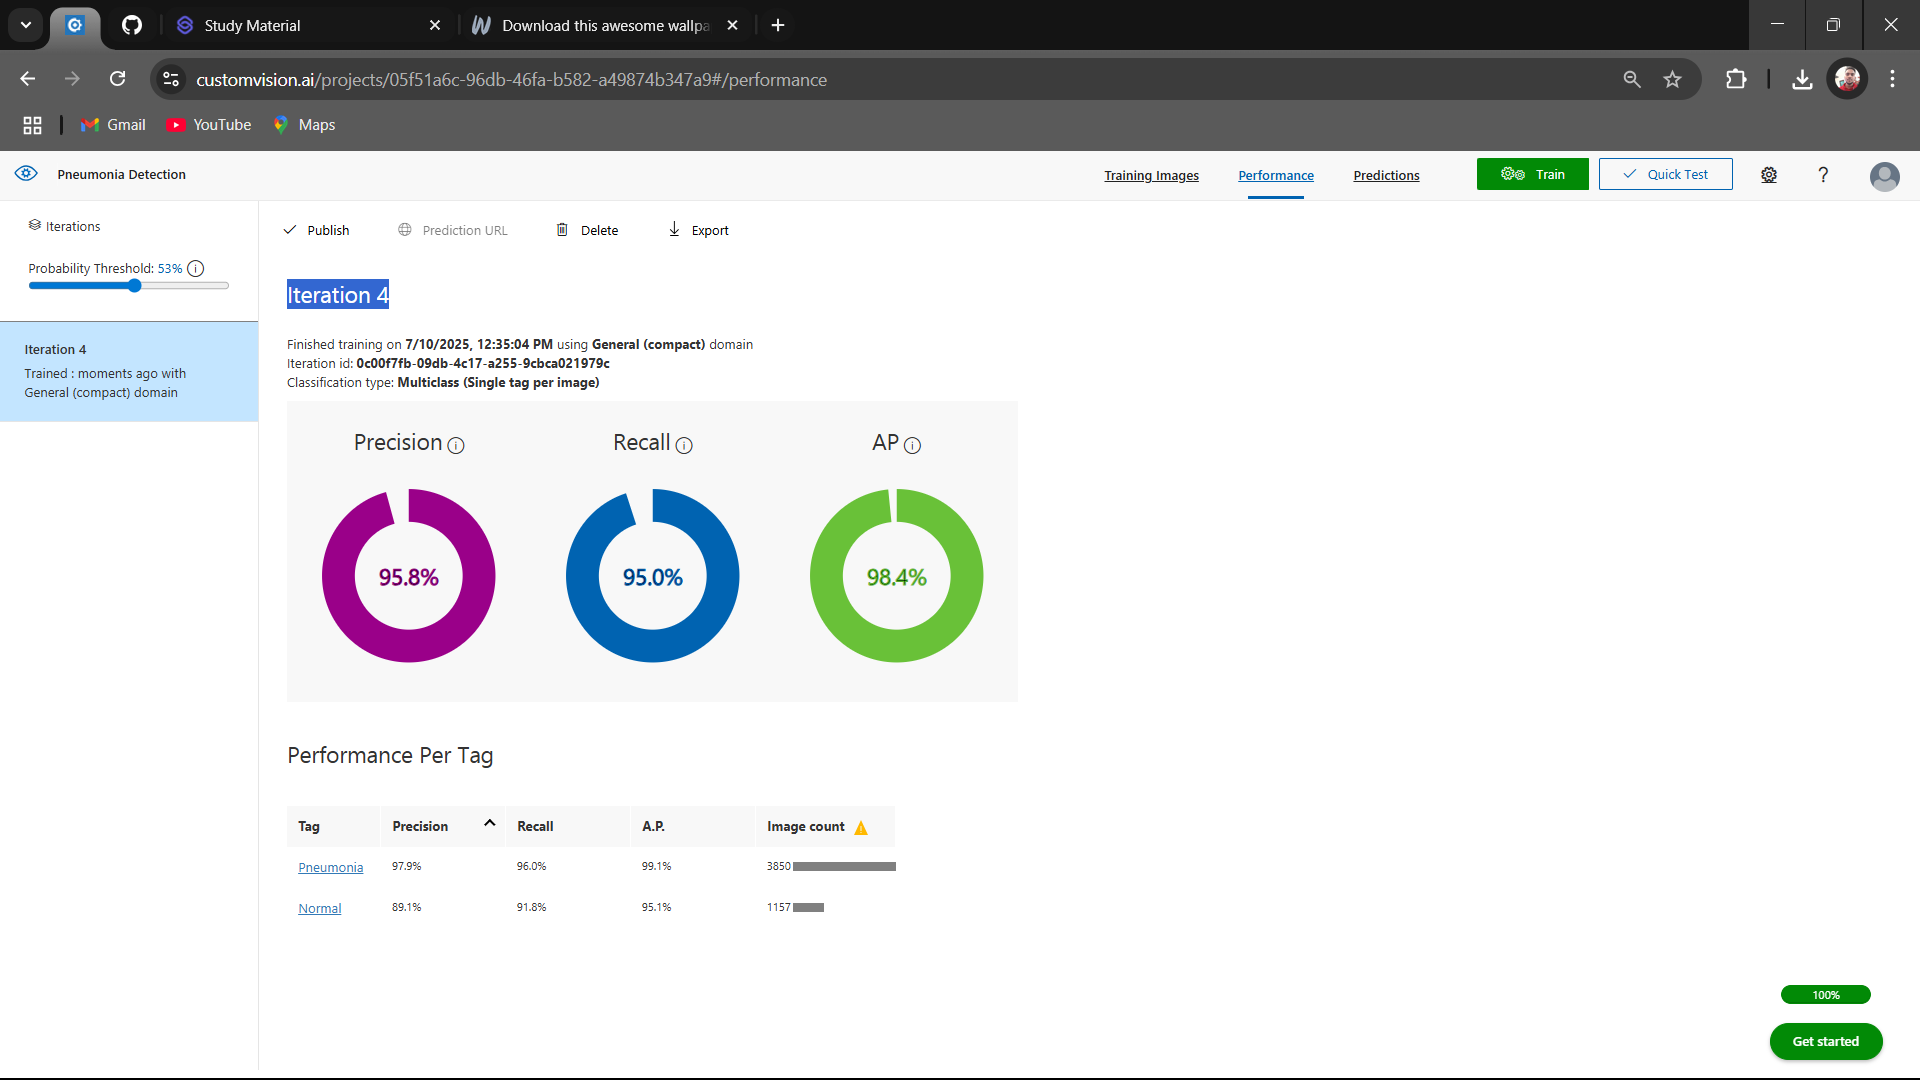 Study Material
Download this awesome wallpa
customvision.ai/projects/05f51a6c-96db-46fa-b582-a49874b347a9#/performance
Gmail
YouTube
Maps
Pneumonia Detection
Training Images
Performance
Predictions
Train
Quick Test
?
Iterations
Probability Threshold: 53%
Iteration 4
Trained : moments ago with
General (compact) domain
Publish
Prediction URL
Delete
Export
Iteration 4
Finished training on 7/10/2025, 12:35:04 PM using General (compact) domain
Iteration id: 0c00f7fb-09db-4c17-a255-9cbca021979c
Classification type: Multiclass (Single tag per image)
Precision
Recall
AP
95.8%
95.0%
98.4%
Performance Per Tag
Tag Precision Recall A.P. Image count
Pneumonia 97.9% 96.0% 99.1% 3850
Normal 89.1% 91.8% 95.1% 1157
100%
Get started